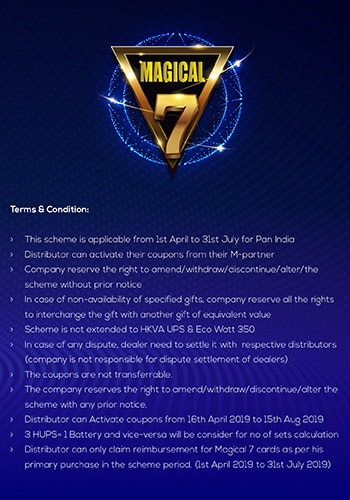 MAGICAL
7
Terms & Condition:
› This scheme is applicable from 1st April to 31st July for Pan India
› Distributor can activate their coupons from their M-partner
› Company reserve the right to amend/withdraw/discontinue/alter/the
scheme without prior notice
› In case of non-availability of specified gifts, company reserve all the rights
to interchange the gift with another gift of equivalent value
› Scheme is not extended to HKVA UPS & Eco Watt 350
› In case of any dispute, dealer need to settle it with respective distributors
(company is not responsible for dispute settlement of dealers)
› The coupons are not transferrable.
› The company reserves the right to amend/withdraw/discontinue/alter the
scheme with any prior notice.
› Distributor can Activate coupons from 16th April 2019 to 15th Aug 2019
› 3 HUPS= 1 Battery and vice-versa will be consider for no of sets calculation
› Distributor can only claim reimbursement for Magical 7 cards as per his
primary purchase in the scheme period. (1st April 2019 to 31st July 2019)